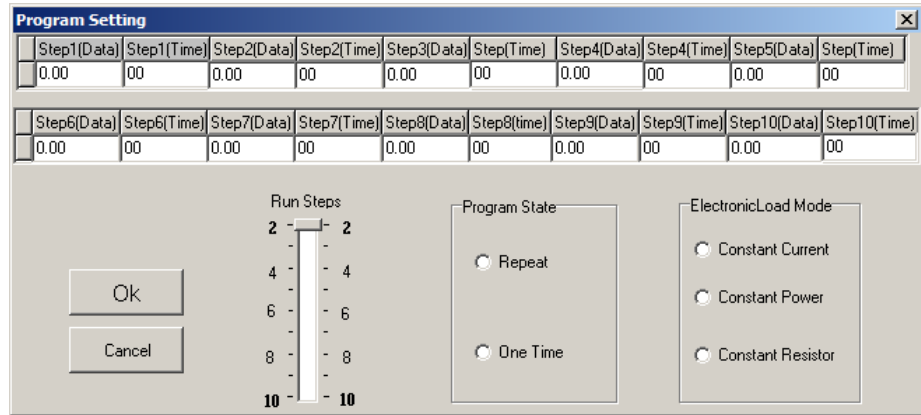 Program Setting
Step1(Data) Step1(Time) Step2(Data) Step2(Time) Step3(Data) Step(Time) Step4(Data) Step4(Time) Step5(Data) Step(Time)
0.00 00 0.00 00 0.00 00 0.00 00 0.00 00
Step6(Data) Step6(Time) Step7(Data) Step7(Time) Step8(Data) Step8(time) Step9(Data) Step9(Time) Step10(Data) Step10(Time)
0.00 00 0.00 00 0.00 00 0.00 00 0.00 00
Run Steps
2 2
4 4
6 6
8 8
10 10
Ok
Cancel
Program State
Repeat
One Time
ElectronicLoad Mode
Constant Current
Constant Power
Constant Resistor